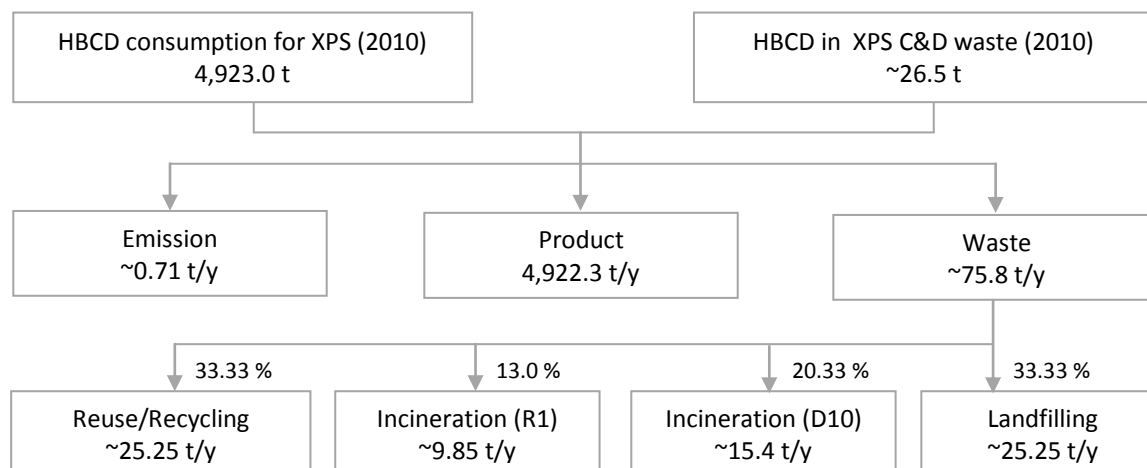 HBCD consumption for XPS (2010)
4,923.0 t
HBCD in XPS C&D waste (2010)
~26.5 t
Emission
~0.71 t/y
Product
4,922.3 t/y
Waste
~75.8 t/y
33.33 %
13.0 %
20.33 %
33.33 %
Reuse/Recycling
~25.25 t/y
Incineration (R1)
~9.85 t/y
Incineration (D10)
~15.4 t/y
Landfilling
~25.25 t/y